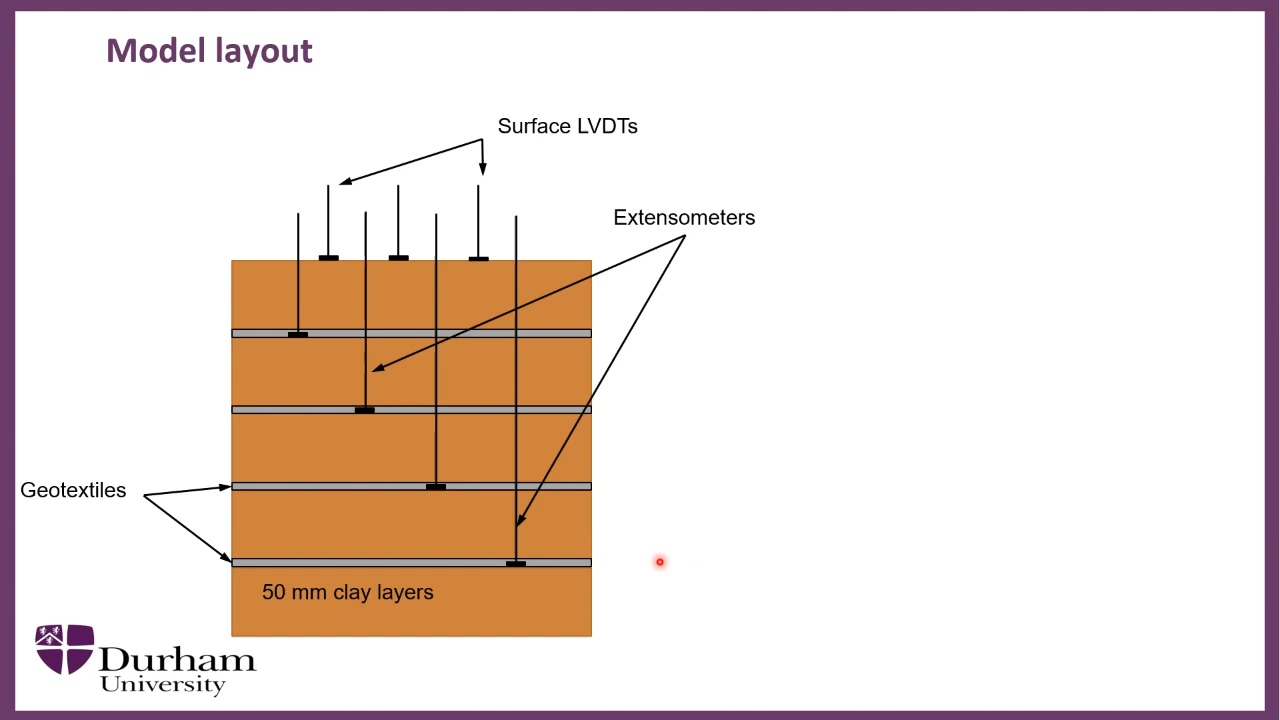 Model layout
Surface LVDTs
Extensometers
Geotextiles
50 mm clay layers
Durham
University